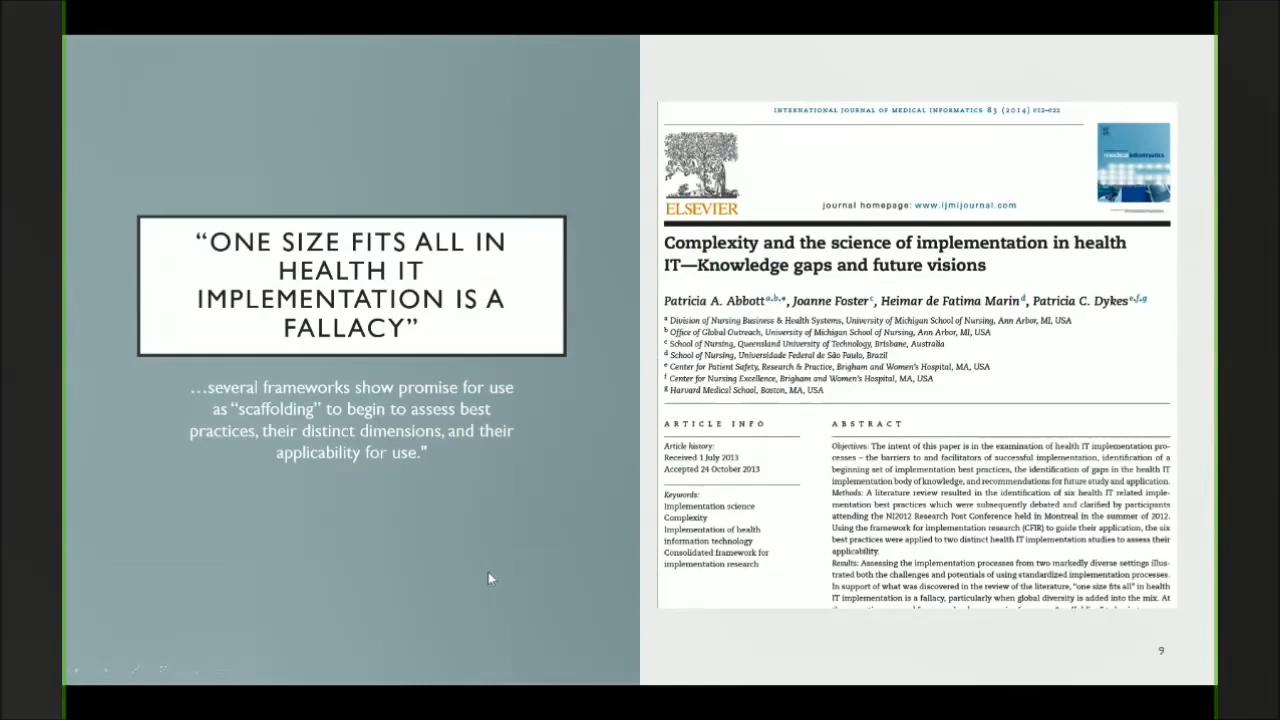 “ONE SIZE FITS ALL IN
HEALTH IT
IMPLEMENTATION IS A
FALLACY”
…several frameworks show promise for use
as “scaffolding” to begin to assess best
practices, their distinct dimensions, and their
applicability for use."
INTERNATIONAL JOURNAL OF MEDICAL INFORMATICS 83 (2014) e12–e22
ELSEVIER
journal homepage: www.ijmijournal.com
Complexity and the science of implementation in health
IT—Knowledge gaps and future visions
Patricia A. Abbott a,b,*, Joanne Foster c, Heimar de Fatima Marin d, Patricia C. Dykes e,f,g
a Division of Nursing Business & Health Systems, University of Michigan School of Nursing, Ann Arbor, MI, USA
b Office of Global Outreach, University of Michigan School of Nursing, Ann Arbor, MI, USA
c School of Nursing, Queensland University of Technology, Brisbane, Australia
d School of Nursing, Universidade Federal de São Paulo, Brazil
e Center for Patient Safety, Research & Practice, Brigham and Women's Hospital, MA, USA
f Center for Nursing Excellence, Brigham and Women's Hospital, MA, USA
g Harvard Medical School, Boston, MA, USA
ARTICLE INFO
Article history:
Received 1 July 2013
Accepted 24 October 2013
Keywords:
Implementation science
Complexity
Implementation of health
information technology
Consolidated framework for
implementation research
ABSTRACT
Objectives: The intent of this paper is in the examination of health IT implementation pro-
cesses – the barriers to and facilitators of successful implementation, identification of a
beginning set of implementation best practices, the identification of gaps in the health IT
implementation body of knowledge, and recommendations for future study and application.
Methods: A literature review resulted in the identification of six health IT related imple-
mentation best practices which were subsequently debated and clarified by participants
attending the NI2012 Research Post Conference held in Montreal in the summer of 2012.
Using the framework for implementation research (CFIR) to guide their application, the six
best practices were applied to two distinct health IT implementation studies to assess their
applicability.
Results: Assessing the implementation processes from two markedly diverse settings illus-
trated both the challenges and potentials of using standardized implementation processes.
In support of what was discovered in the review of the literature, "one size fits all" in health
IT implementation is a fallacy, particularly when global diversity is added into the mix. At
9